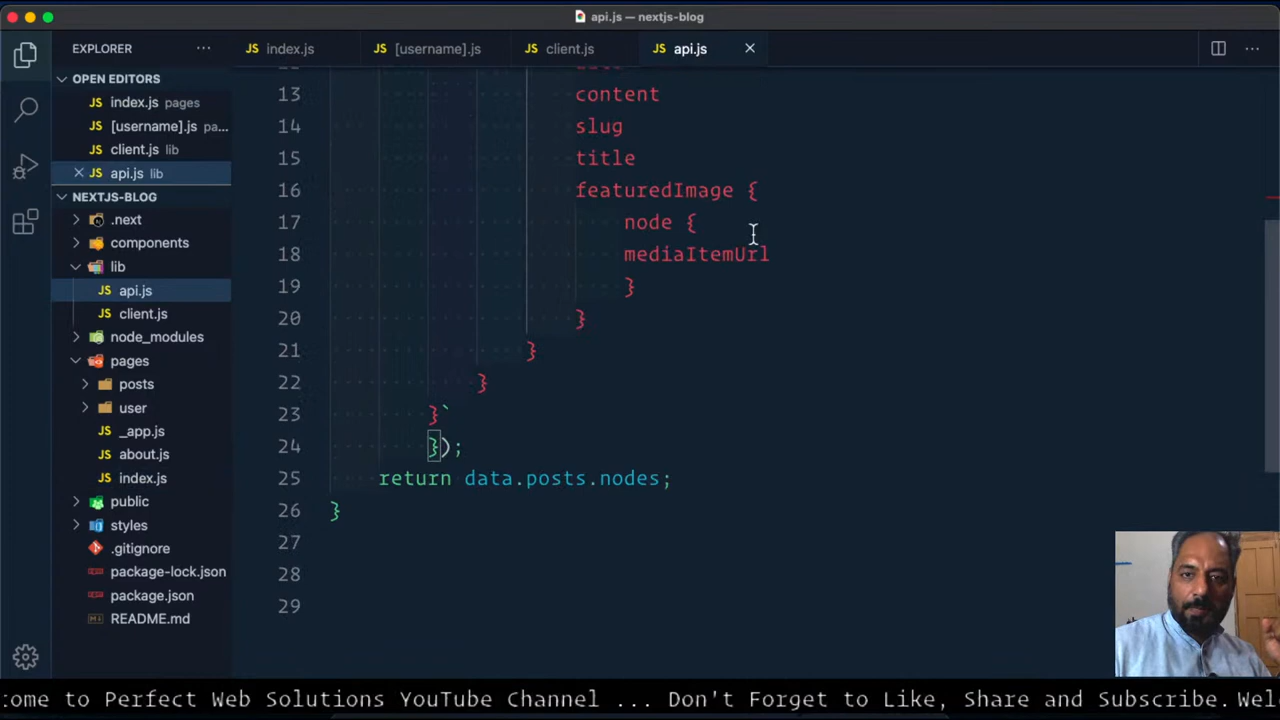 api.js — nextjs-blog
EXPLORER
index.js
[username].js
client.js
api.js
OPEN EDITORS
index.js pages
[username].js pa...
client.js lib
api.js lib
NEXTJS-BLOG
.next
components
lib
api.js
client.js
node_modules
pages
posts
user
_app.js
about.js
index.js
public
styles
.gitignore
package-lock.json
package.json
README.md
13 content
14 slug
15 title
16 featuredImage {
17 node {
18 mediaItemUrl
19 }
20 }
21 }
22 }
23 }`
24 });
25 return data.posts.nodes;
26 }
27
28
29
come to Perfect Web Solutions YouTube Channel ... Don't Forget to Like, Share and Subscribe.Wel